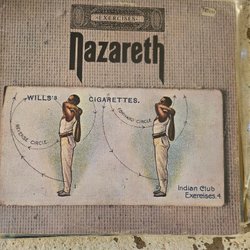 EXERCISES
Nazareth
WILLS'S CIGARETTES.
REVERSE CIRCLE.
FORWARD CIRCLE.
Indian Club
Exercises. 4